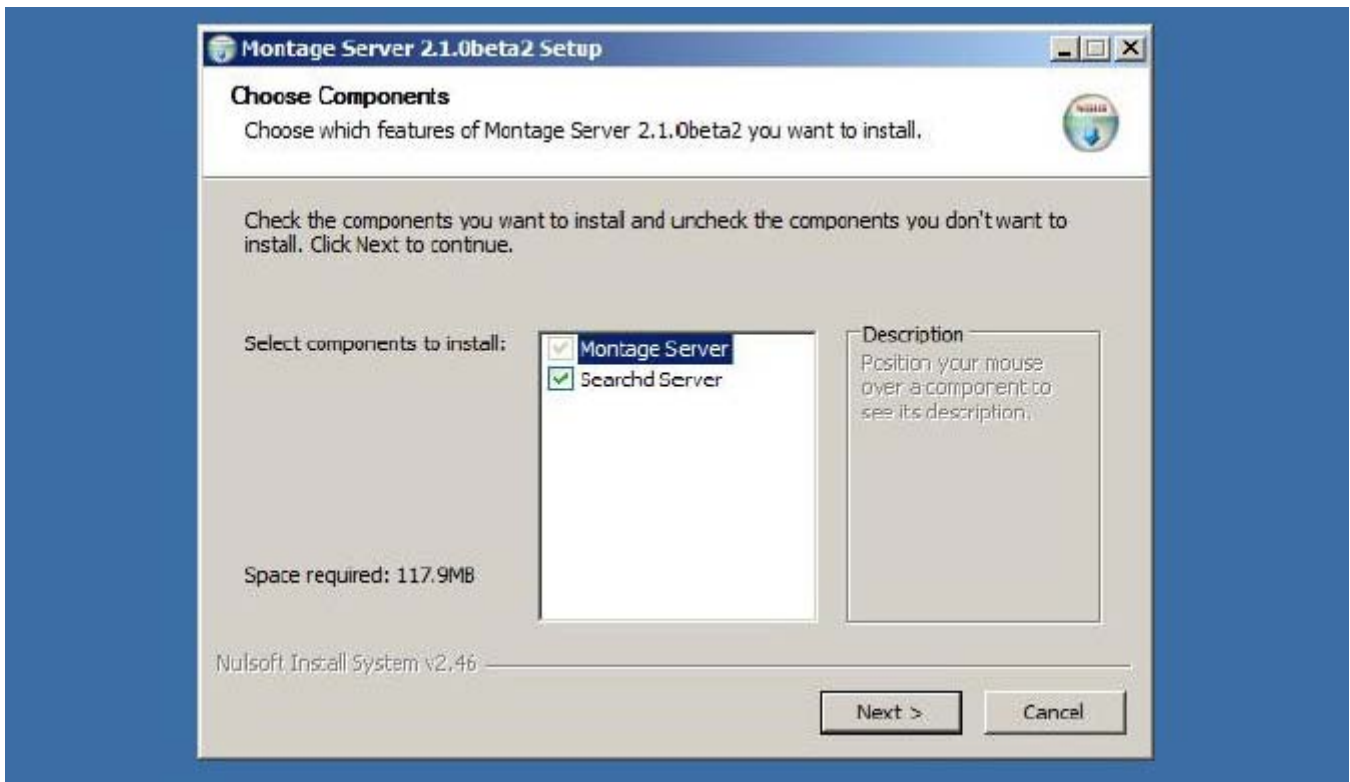 Montage Server 2.1.0beta2 Setup
Choose Components
Choose which features of Montage Server 2.1.0beta2 you want to install.
Check the components you want to install and uncheck the components you don't want to
install. Click Next to continue.
Select components to install:
Montage Server
Searchd Server
Description
Position your mouse
over a component to
see its description.
Space required: 117.9MB
Nullsoft Install System v2.46
Next >
Cancel